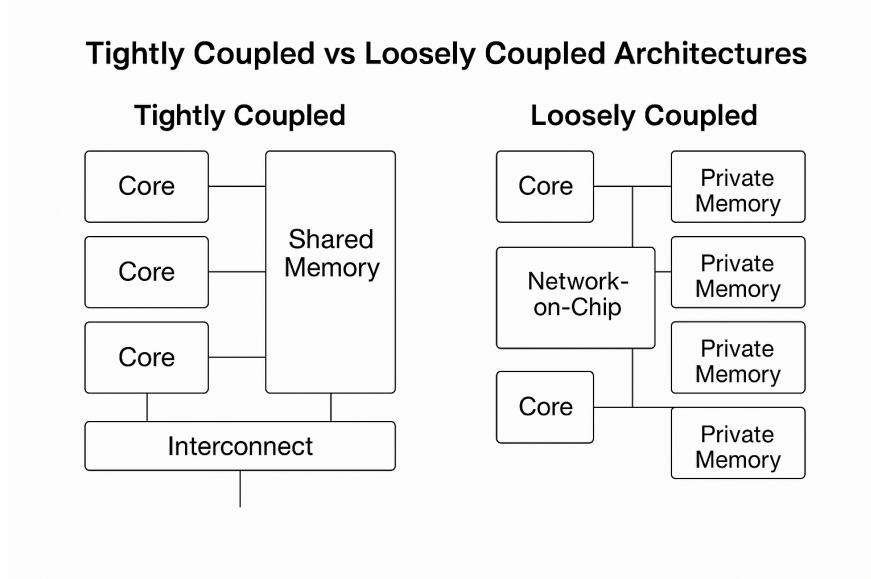 Tightly Coupled vs Loosely Coupled Architectures
Tightly Coupled
Core
Core
Core
Shared
Memory
Interconnect
Loosely Coupled
Core
Network-
on-Chip
Core
Private
Memory
Private
Memory
Private
Memory
Private
Memory